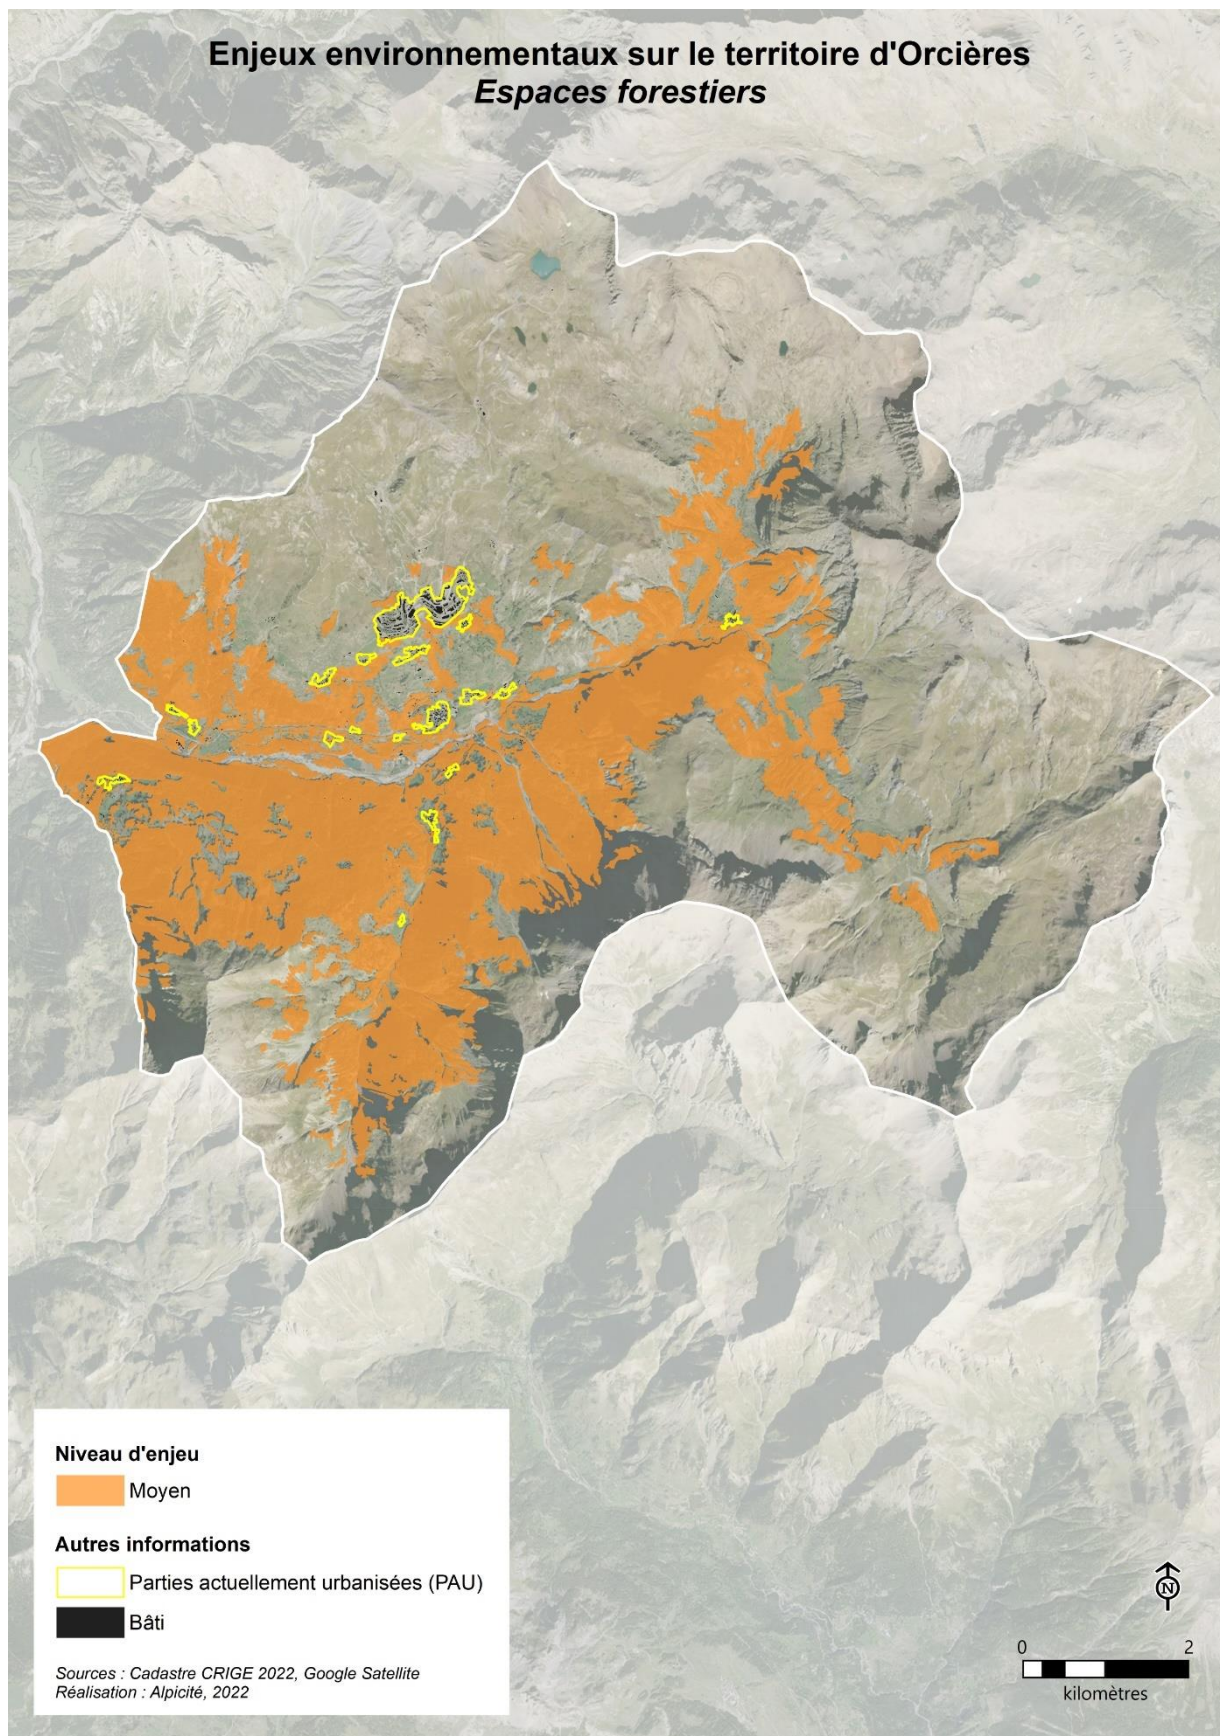 Enjeux environnementaux sur le territoire d'Orcières
Espaces forestiers
Niveau d'enjeu
Moyen
Autres informations
Parties actuellement urbanisées (PAU)
Bâti
Sources : Cadastre CRIGE 2022, Google Satellite
Réalisation : Alpicité, 2022
N
0 2
kilomètres